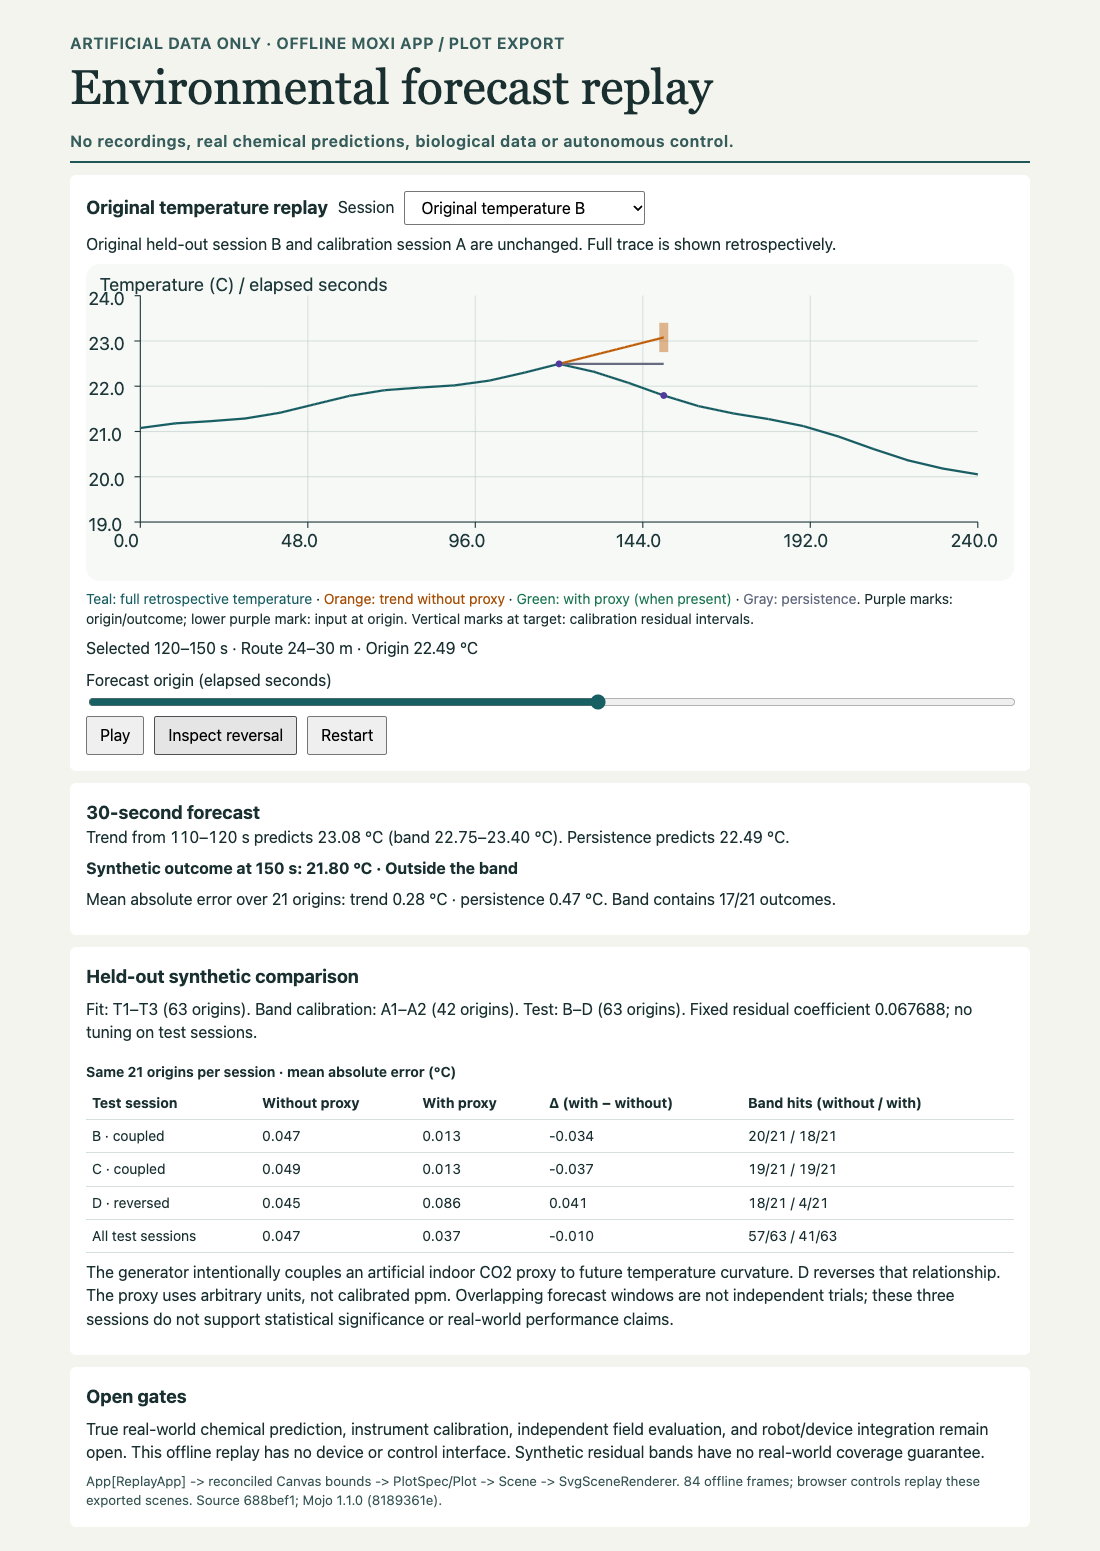 ARTIFICIAL DATA ONLY · OFFLINE MOXI APP / PLOT EXPORT
Environmental forecast replay
No recordings, real chemical predictions, biological data or autonomous control.
Original temperature replay Session Original temperature B
Original held-out session B and calibration session A are unchanged. Full trace is shown retrospectively.
Temperature (C) / elapsed seconds
24.0
23.0
22.0
21.0
20.0
19.0
0.0 48.0 96.0 144.0 192.0 240.0
Teal: full retrospective temperature · Orange: trend without proxy · Green: with proxy (when present) · Gray: persistence. Purple marks:
origin/outcome; lower purple mark: input at origin. Vertical marks at target: calibration residual intervals.
Selected 120–150 s · Route 24–30 m · Origin 22.49 °C
Forecast origin (elapsed seconds)
Play Inspect reversal Restart
30-second forecast
Trend from 110–120 s predicts 23.08 °C (band 22.75–23.40 °C). Persistence predicts 22.49 °C.
Synthetic outcome at 150 s: 21.80 °C · Outside the band
Mean absolute error over 21 origins: trend 0.28 °C · persistence 0.47 °C. Band contains 17/21 outcomes.
Held-out synthetic comparison
Fit: T1–T3 (63 origins). Band calibration: A1–A2 (42 origins). Test: B–D (63 origins). Fixed residual coefficient 0.067688; no
tuning on test sessions.
Same 21 origins per session · mean absolute error (°C)
Test session Without proxy With proxy Δ (with − without) Band hits (without / with)
B · coupled 0.047 0.013 -0.034 20/21 / 18/21
C · coupled 0.049 0.013 -0.037 19/21 / 19/21
D · reversed 0.045 0.086 0.041 18/21 / 4/21
All test sessions 0.047 0.037 -0.010 57/63 / 41/63
The generator intentionally couples an artificial indoor CO2 proxy to future temperature curvature. D reverses that relationship.
The proxy uses arbitrary units, not calibrated ppm. Overlapping forecast windows are not independent trials; these three
sessions do not support statistical significance or real-world performance claims.
Open gates
True real-world chemical prediction, instrument calibration, independent field evaluation, and robot/device integration remain
open. This offline replay has no device or control interface. Synthetic residual bands have no real-world coverage guarantee.
App[ReplayApp] -> reconciled Canvas bounds -> PlotSpec/Plot -> Scene -> SvgSceneRenderer. 84 offline frames; browser controls replay these
exported scenes. Source 688bef1; Mojo 1.1.0 (8189361e).